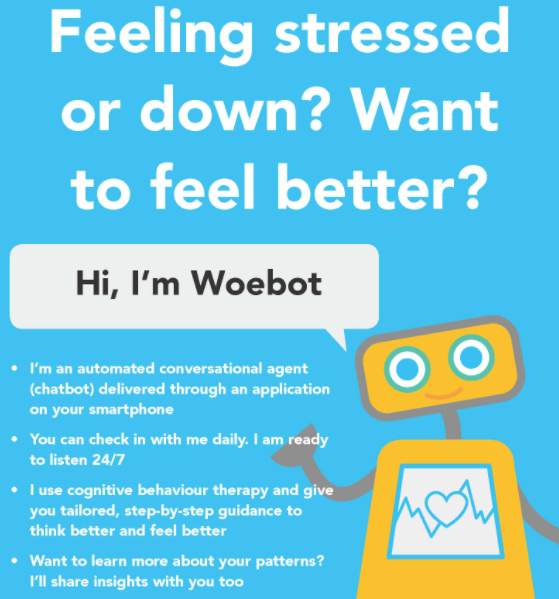 Feeling stressed
or down? Want
to feel better?
Hi, I’m Woebot
• I’m an automated conversational agent
(chatbot) delivered through an application
on your smartphone
• You can check in with me daily. I am ready
to listen 24/7
• I use cognitive behaviour therapy and give
you tailored, step-by-step guidance to
think better and feel better
• Want to learn more about your patterns?
I’ll share insights with you too